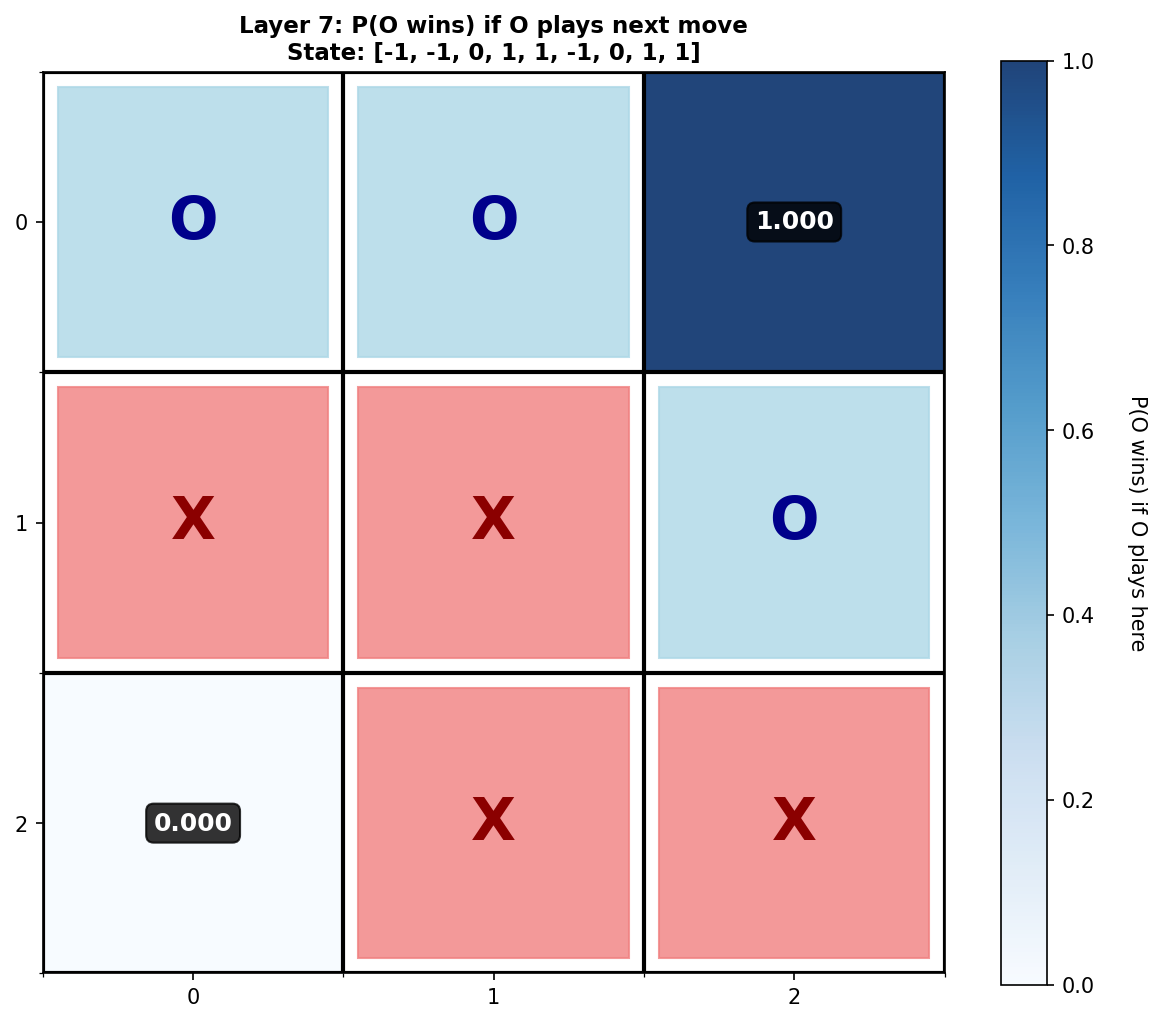 Layer 7: P(O wins) if O plays next move
State: [-1, -1, 0, 1, 1, -1, 0, 1, 1]
0
O
O
1.000
1
X
X
O
2
0.000
X
X
0
1
2
1.0
0.8
0.6
0.4
0.2
0.0
P(O wins) if O plays here